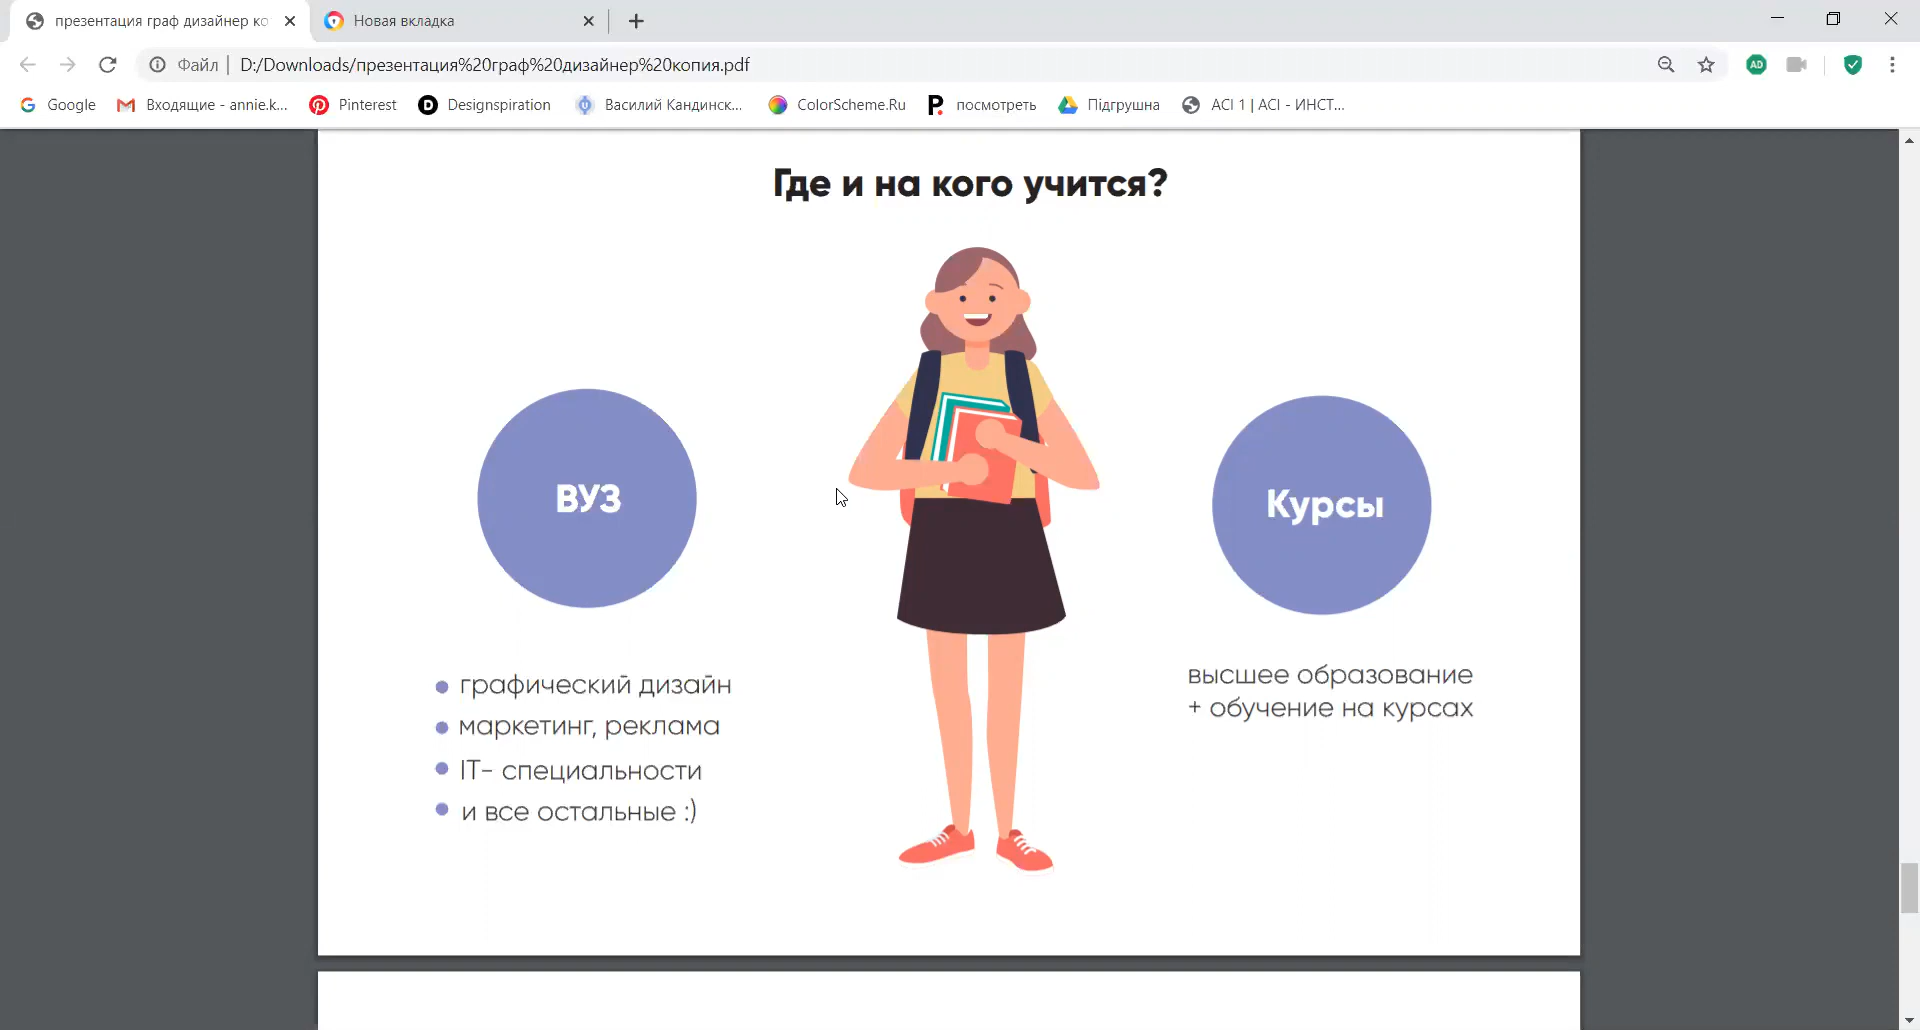 презентация граф дизайнер ко
Новая вкладка
Файл | D:/Downloads/презентация%20граф%20дизайнер%20копия.pdf
AD
Google
Входящие - annie.k...
Pinterest
Designspiration
Василий Кандинск...
ColorScheme.Ru
посмотреть
Підгрушна
ACI 1 | ACI - ИНСТ...
Где и на кого учится?
ВУЗ
графический дизайн
маркетинг, реклама
IT- специальности
и все остальные :)
Курсы
высшее образование
+ обучение на курсах